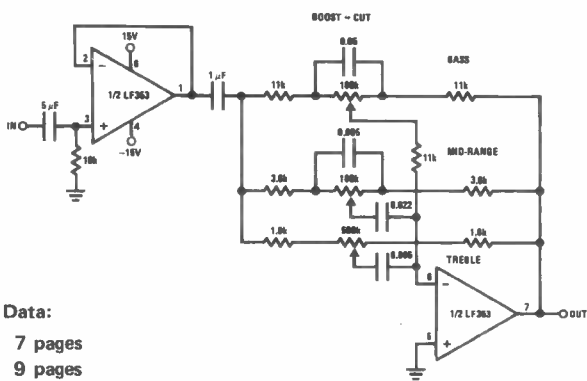 BOOST – CUT
15V
0.05
BASS
2
8
1
1 µF
11k
100k
11k
1/2 LF353
5 µF
IN
3
4
-15V
10k
0.005
11k
MID-RANGE
3.6k
100k
3.6k
0.022
1.8k
500k
1.8k
0.005
TREBLE
6
1/2 LF353
7
OUT
5
Data:
7 pages
9 pages